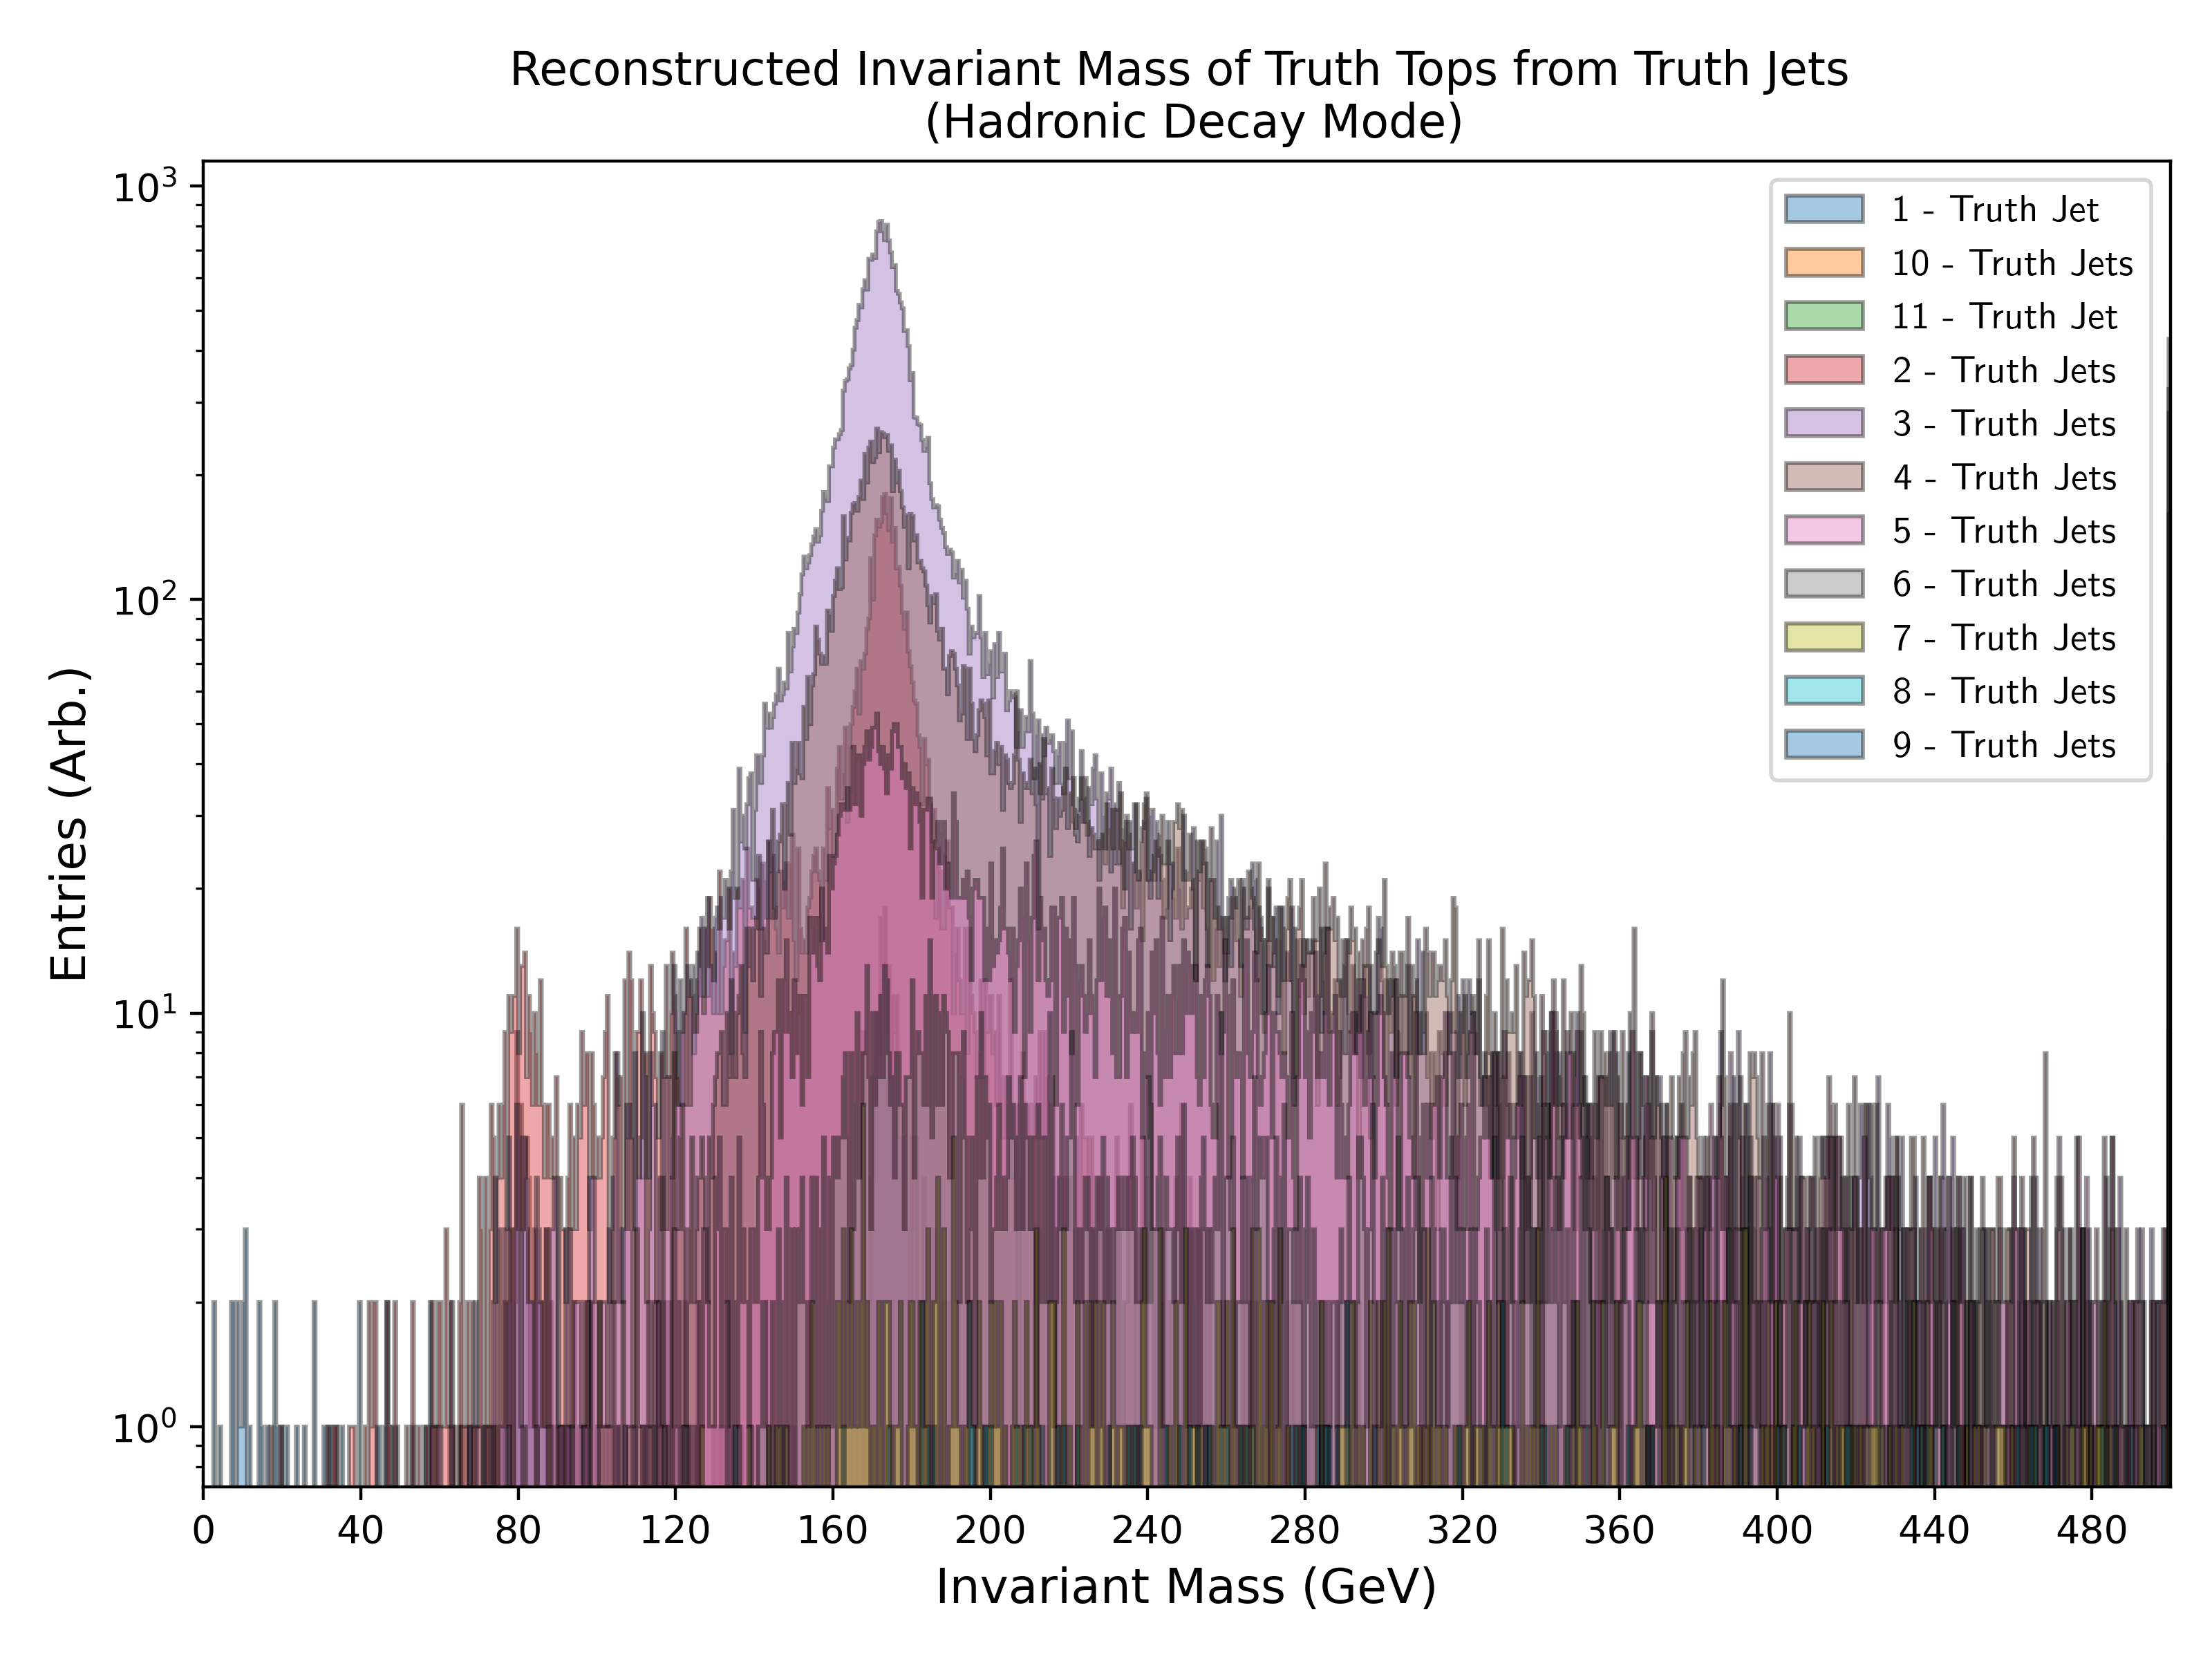 Reconstructed Invariant Mass of Truth Tops from Truth Jets
(Hadronic Decay Mode)
10³
10²
10¹
10⁰
Entries (Arb.)
1 - Truth Jet
10 - Truth Jets
11 - Truth Jet
2 - Truth Jets
3 - Truth Jets
4 - Truth Jets
5 - Truth Jets
6 - Truth Jets
7 - Truth Jets
8 - Truth Jets
9 - Truth Jets
0 40 80 120 160 200 240 280 320 360 400 440 480
Invariant Mass (GeV)